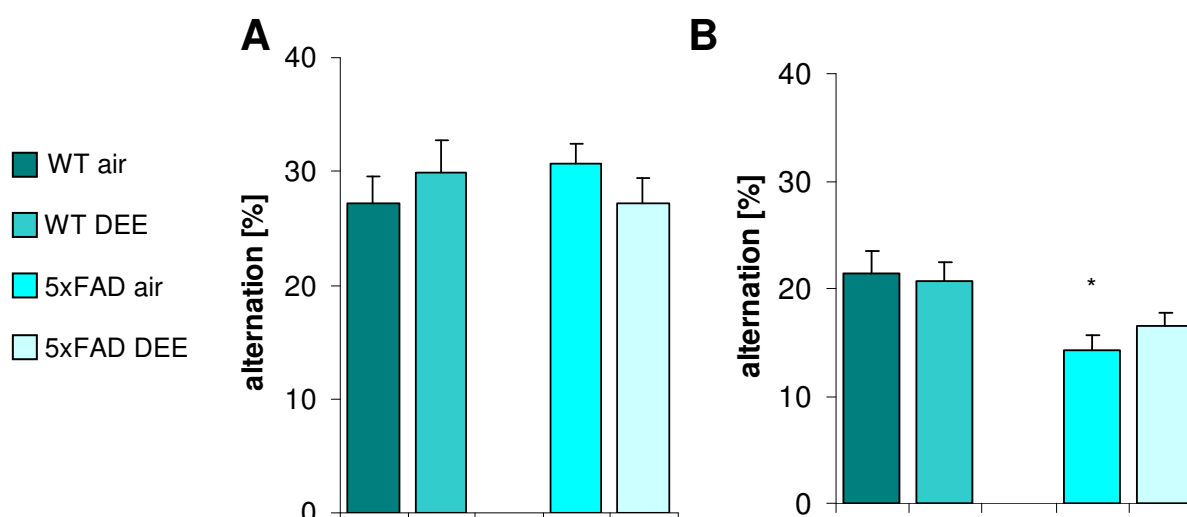 WT air
WT DEE
5xFAD air
5xFAD DEE
A
alternation [%]
40
30
20
10
0
B
alternation [%]
40
30
20
10
0
*